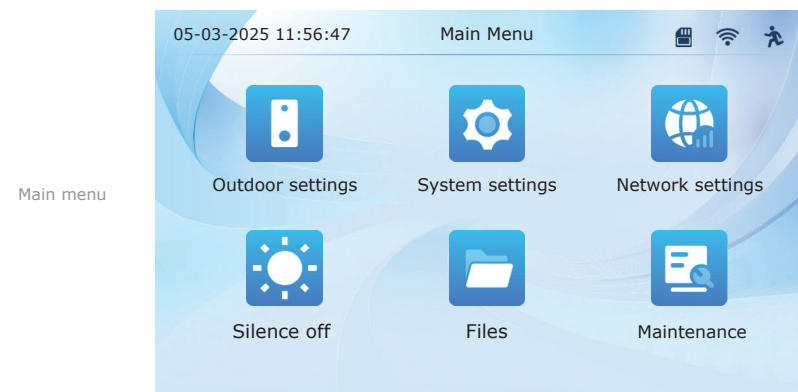 05-03-2025 11:56:47 Main Menu
Outdoor settings System settings Network settings
Main menu
Silence off Files Maintenance